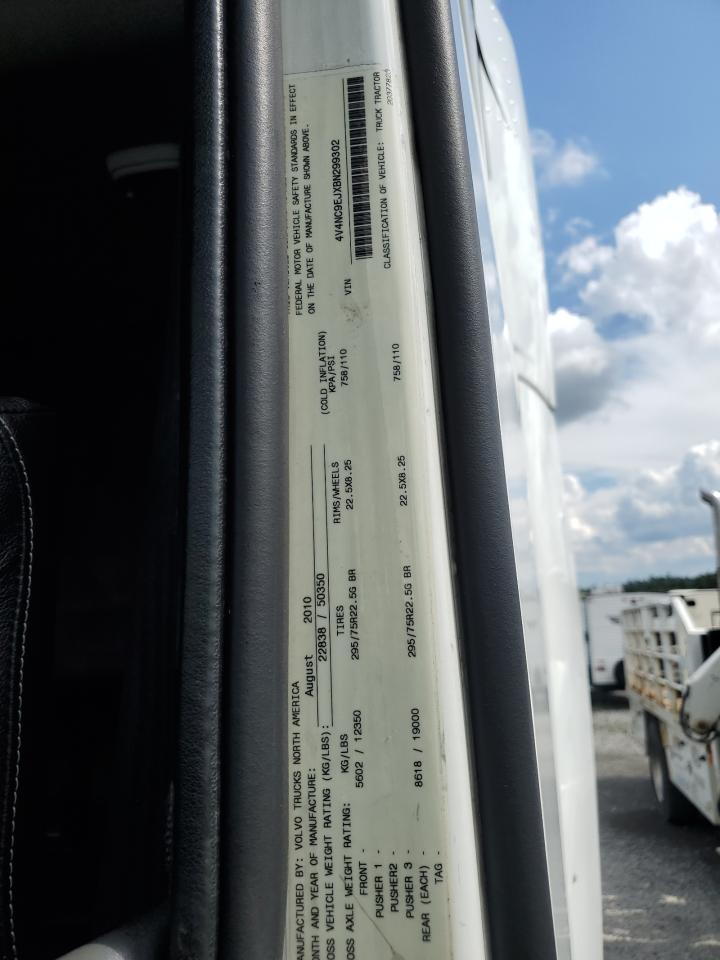 ANUFACTURED BY: VOLVO TRUCKS NORTH AMERICA
ONTH AND YEAR OF MANUFACTURE: August 2010
OSS VEHICLE WEIGHT RATING (KG/LBS): 22838 / 50350
OSS AXLE WEIGHT RATING: KG/LBS TIRES RIMS/WHEELS (COLD INFLATION) KPA/PSI
FRONT - 5602 / 12350 295/75R22.5G BR 22.5X8.25 758/110
PUSHER 1 -
PUSHER2 -
PUSHER 3 -
REAR (EACH) - 8618 / 19000 295/75R22.5G BR 22.5X8.25 758/110
TAG -
FEDERAL MOTOR VEHICLE SAFETY STANDARDS IN EFFECT
ON THE DATE OF MANUFACTURE SHOWN ABOVE.
VIN 4V4NC9EJXBN299302
CLASSIFICATION OF VEHICLE: TRUCK TRACTOR